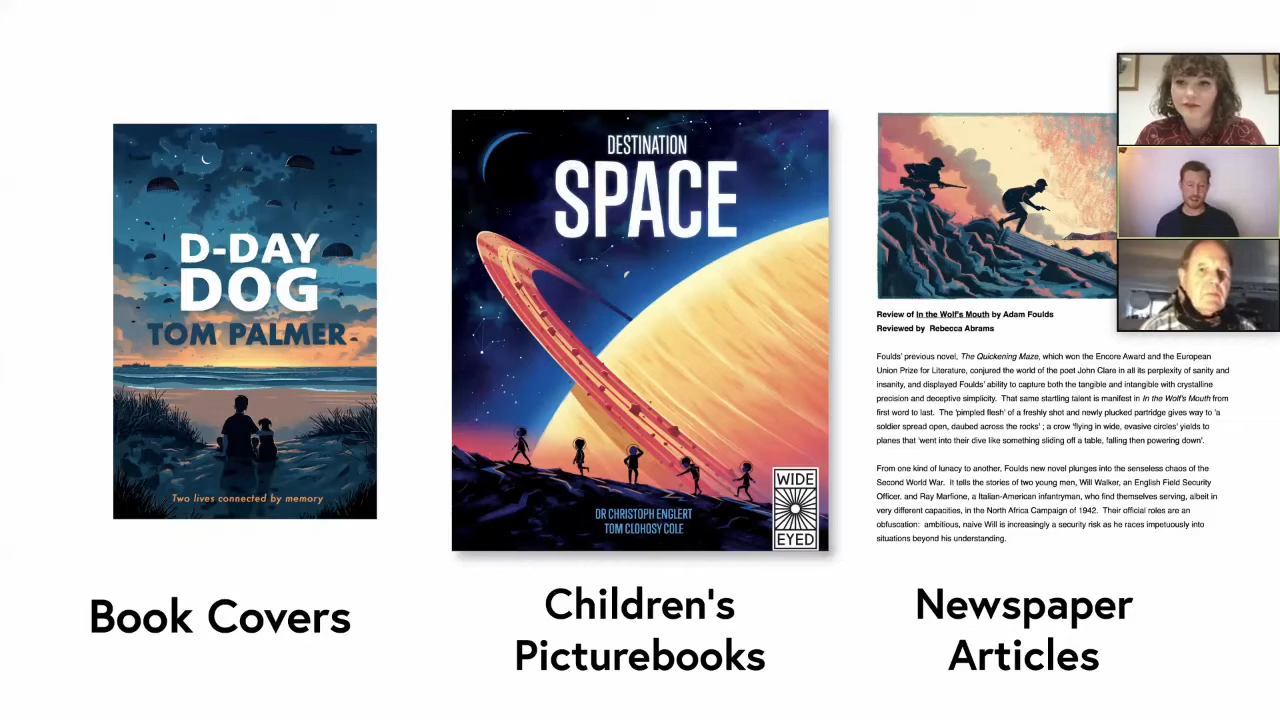 D-DAY
DOG
TOM PALMER
Two lives connected by memory
Book Covers
DESTINATION
SPACE
DR CHRISTOPH ENGLERT
TOM CLOHOSY COLE
WIDE
EYED
Children's
Picturebooks
Review of In the Wolf's Mouth by Adam Foulds
Reviewed by Rebecca Abrams
Foulds' previous novel, The Quickening Maze, which won the Encore Award and the European
Union Prize for Literature, conjured the world of the poet John Clare in all its perplexity of sanity and
insanity, and displayed Foulds' ability to capture both the tangible and intangible with crystalline
precision and deceptive simplicity. That same startling talent is manifest in In the Wolf's Mouth from
first word to last. The 'pimpled flesh' of a freshly shot and newly plucked partridge gives way to 'a
soldier spread open, daubed across the rocks' ; a crow 'flying in wide, evasive circles' yields to
planes that 'went into their dive like something sliding off a table, falling then powering down'.
From one kind of lunacy to another, Foulds new novel plunges into the senseless chaos of the
Second World War. It tells the stories of two young men, Will Walker, an English Field Security
Officer, and Ray Marfione, a Italian-American infantryman, who find themselves serving, albeit in
very different capacities, in the North Africa Campaign of 1942. Their official roles are an
obfuscation: ambitious, naive Will is increasingly a security risk as he races impetuously into
situations beyond his understanding.
Newspaper
Articles